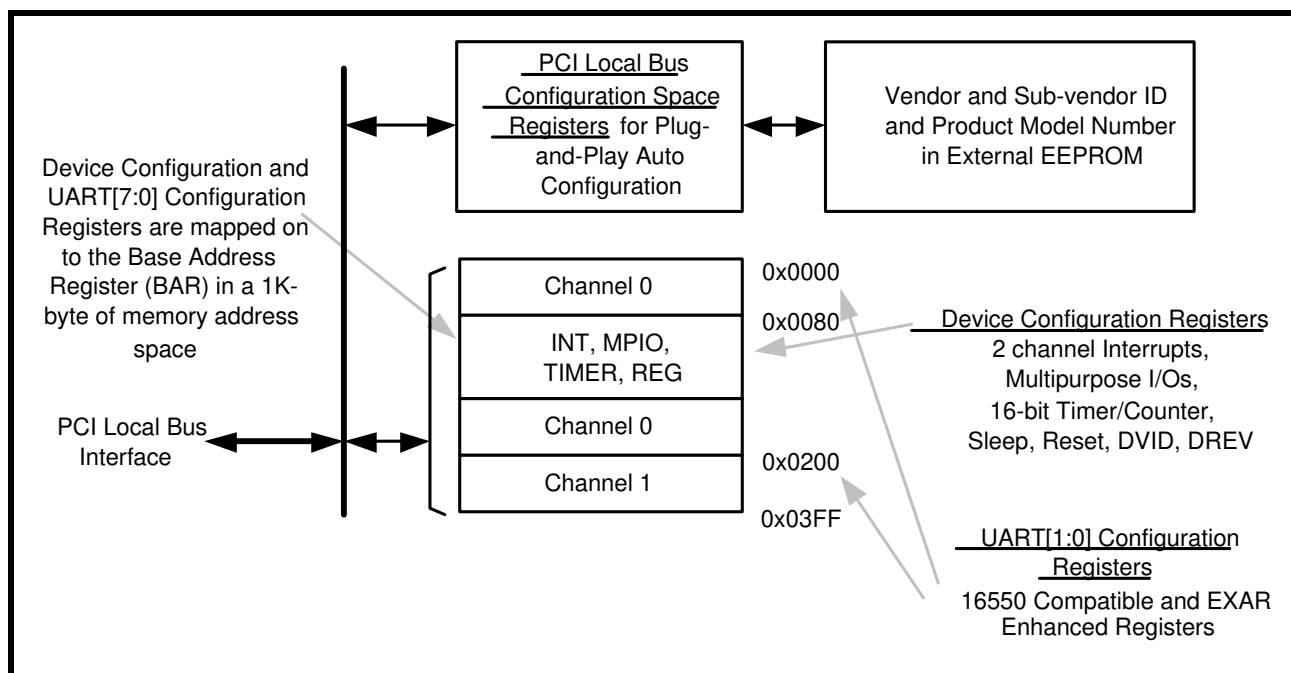 PCI Local Bus
Configuration Space
Registers for Plug-
and-Play Auto
Configuration
Vendor and Sub-vendor ID
and Product Model Number
in External EEPROM
Device Configuration and
UART[7:0] Configuration
Registers are mapped on
to the Base Address
Register (BAR) in a 1K-
byte of memory address
space
PCI Local Bus
Interface
Channel 0
INT, MPIO,
TIMER, REG
Channel 0
Channel 1
0x0000
0x0080
0x0200
0x03FF
Device Configuration Registers
2 channel Interrupts,
Multipurpose I/Os,
16-bit Timer/Counter,
Sleep, Reset, DVID, DREV
UART[1:0] Configuration
Registers
16550 Compatible and EXAR
Enhanced Registers